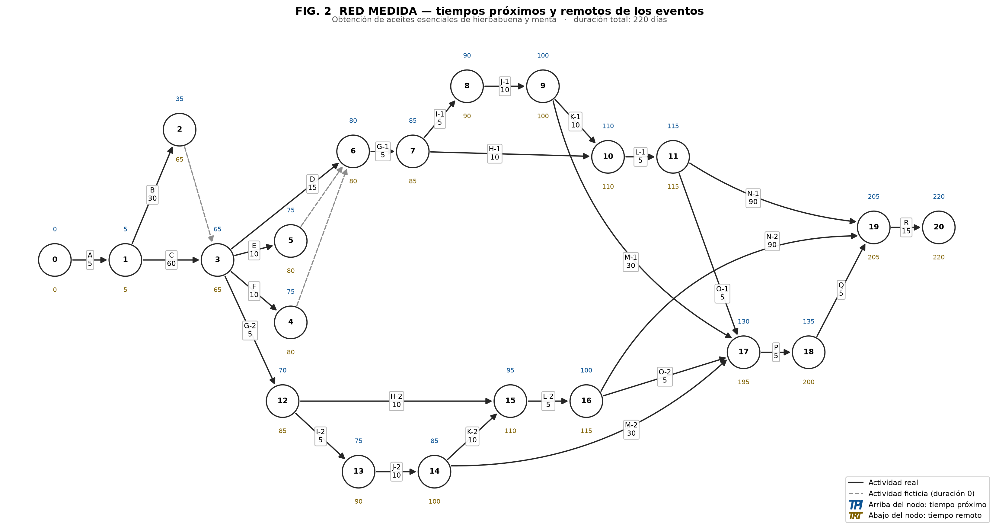 FIG. 2  RED MEDIDA — tiempos próximos y remotos de los eventos
Obtención de aceites esenciales de hierbabuena y menta · duración total: 220 días
90
100
8
J-1
10
9
90
100
35
2
65
I-1
5
K-1
10
80
85
110
115
6
G-1
5
7
H-1
10
10
L-1
5
11
80
85
110
115
B
30
D
15
N-1
90
75
5
80
205
220
19
R
15
20
205
220
N-2
90
0
5
65
0
A
5
1
C
60
3
E
10
0
5
65
M-1
30
F
10
75
4
80
O-1
5
Q
5
G-2
5
130
135
17
P
5
18
195
200
70
95
100
O-2
5
12
H-2
10
15
L-2
5
16
85
110
115
I-2
5
K-2
10
M-2
30
75
85
13
J-2
10
14
90
100
Actividad real
Actividad ficticia (duración 0)
TPI Arriba del nodo: tiempo próximo
TRT Abajo del nodo: tiempo remoto